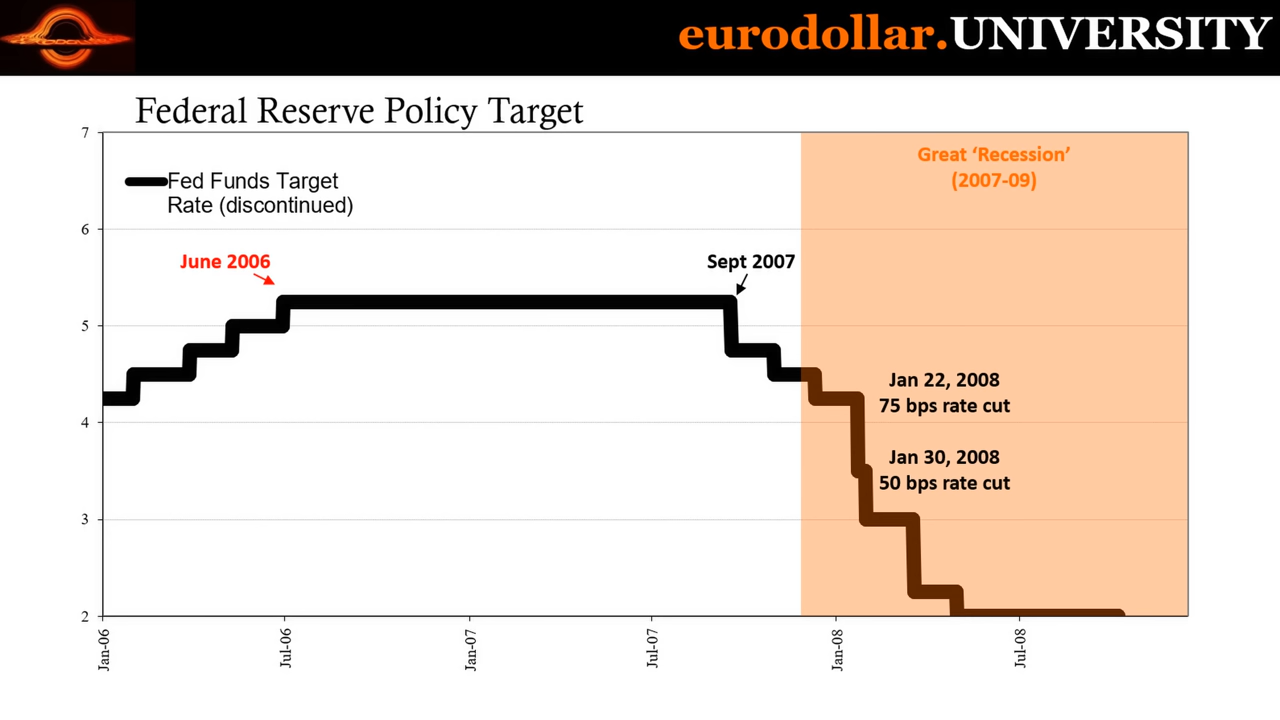 eurodollar.UNIVERSITY
Federal Reserve Policy Target
7
6
5
4
3
2
Fed Funds Target
Rate (discontinued)
June 2006
Sept 2007
Great ‘Recession’
(2007-09)
Jan 22, 2008
75 bps rate cut
Jan 30, 2008
50 bps rate cut
Jan-06
Jul-06
Jan-07
Jul-07
Jan-08
Jul-08